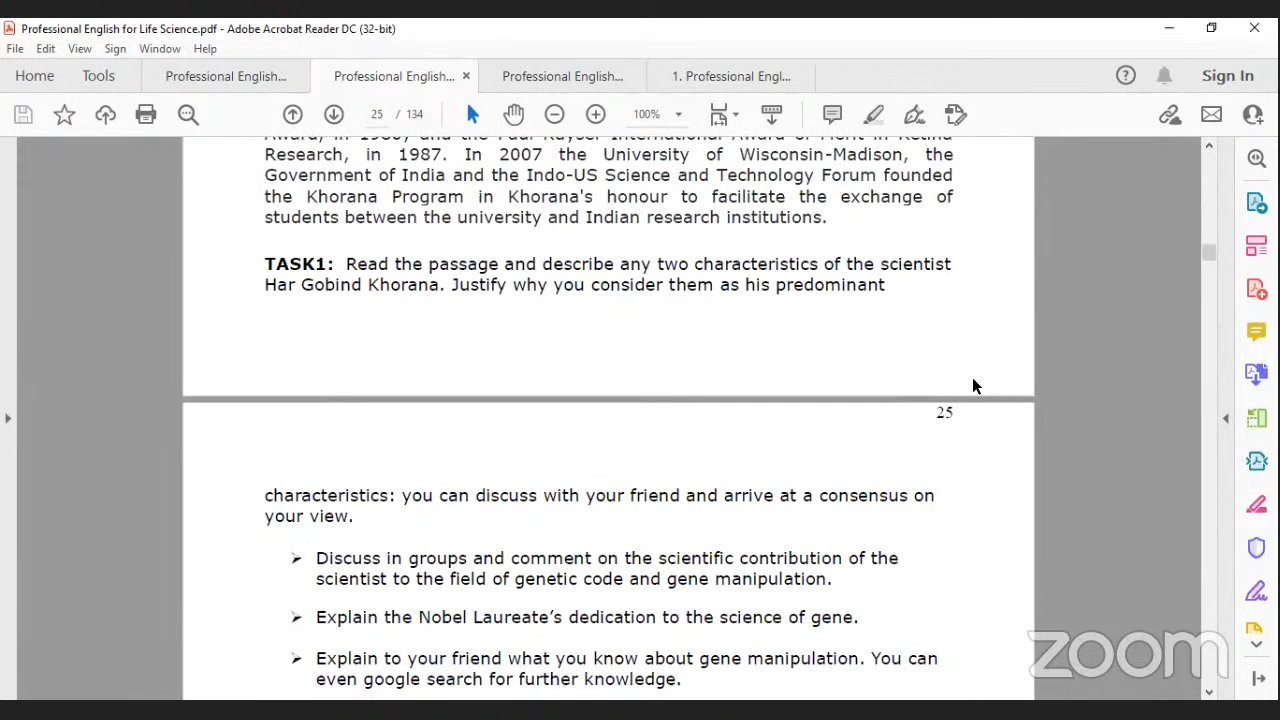 Professional English for Life Science.pdf - Adobe Acrobat Reader DC (32-bit)
File Edit View Sign Window Help
Home Tools Professional English... Professional English... × Professional English... 1. Professional Engl... Sign In
25 / 134 100%
Research, in 1987. In 2007 the University of Wisconsin-Madison, the
Government of India and the Indo-US Science and Technology Forum founded
the Khorana Program in Khorana's honour to facilitate the exchange of
students between the university and Indian research institutions.
TASK1: Read the passage and describe any two characteristics of the scientist
Har Gobind Khorana. Justify why you consider them as his predominant
25
characteristics: you can discuss with your friend and arrive at a consensus on
your view.
➢ Discuss in groups and comment on the scientific contribution of the
scientist to the field of genetic code and gene manipulation.
➢ Explain the Nobel Laureate’s dedication to the science of gene.
➢ Explain to your friend what you know about gene manipulation. You can
even google search for further knowledge.
zoom